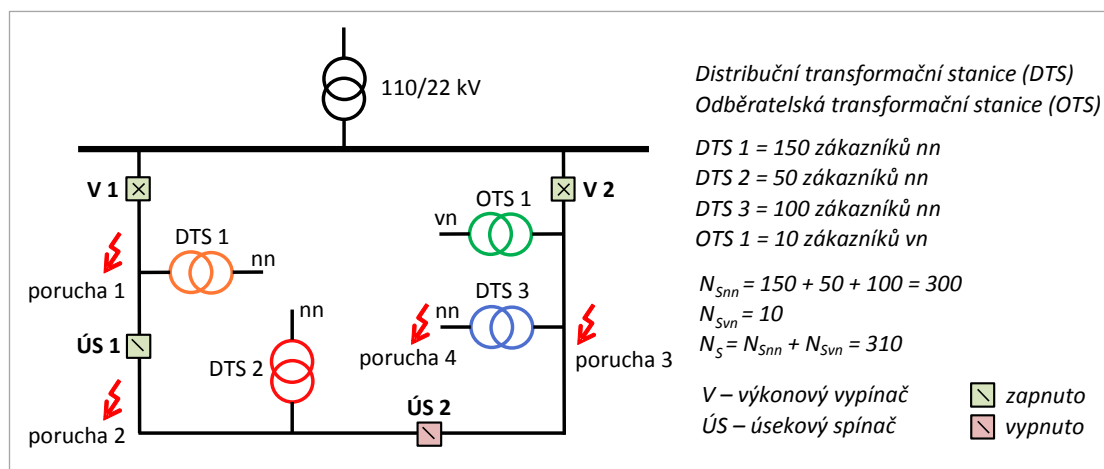 110/22 kV
V 1
V 2
OTS 1
vn
DTS 1
nn
porucha 1
DTS 3
nn
porucha 4
porucha 3
nn
ÚS 1
DTS 2
ÚS 2
porucha 2
Distribuční transformační stanice (DTS)
Odběratelská transformační stanice (OTS)
DTS 1 = 150 zákazníků nn
DTS 2 = 50 zákazníků nn
DTS 3 = 100 zákazníků nn
OTS 1 = 10 zákazníků vn
N_Snn = 150 + 50 + 100 = 300
N_Svn = 10
N_S = N_Snn + N_Svn = 310
V – výkonový vypínač
zapnuto
ÚS – úsekový spínač
vypnuto